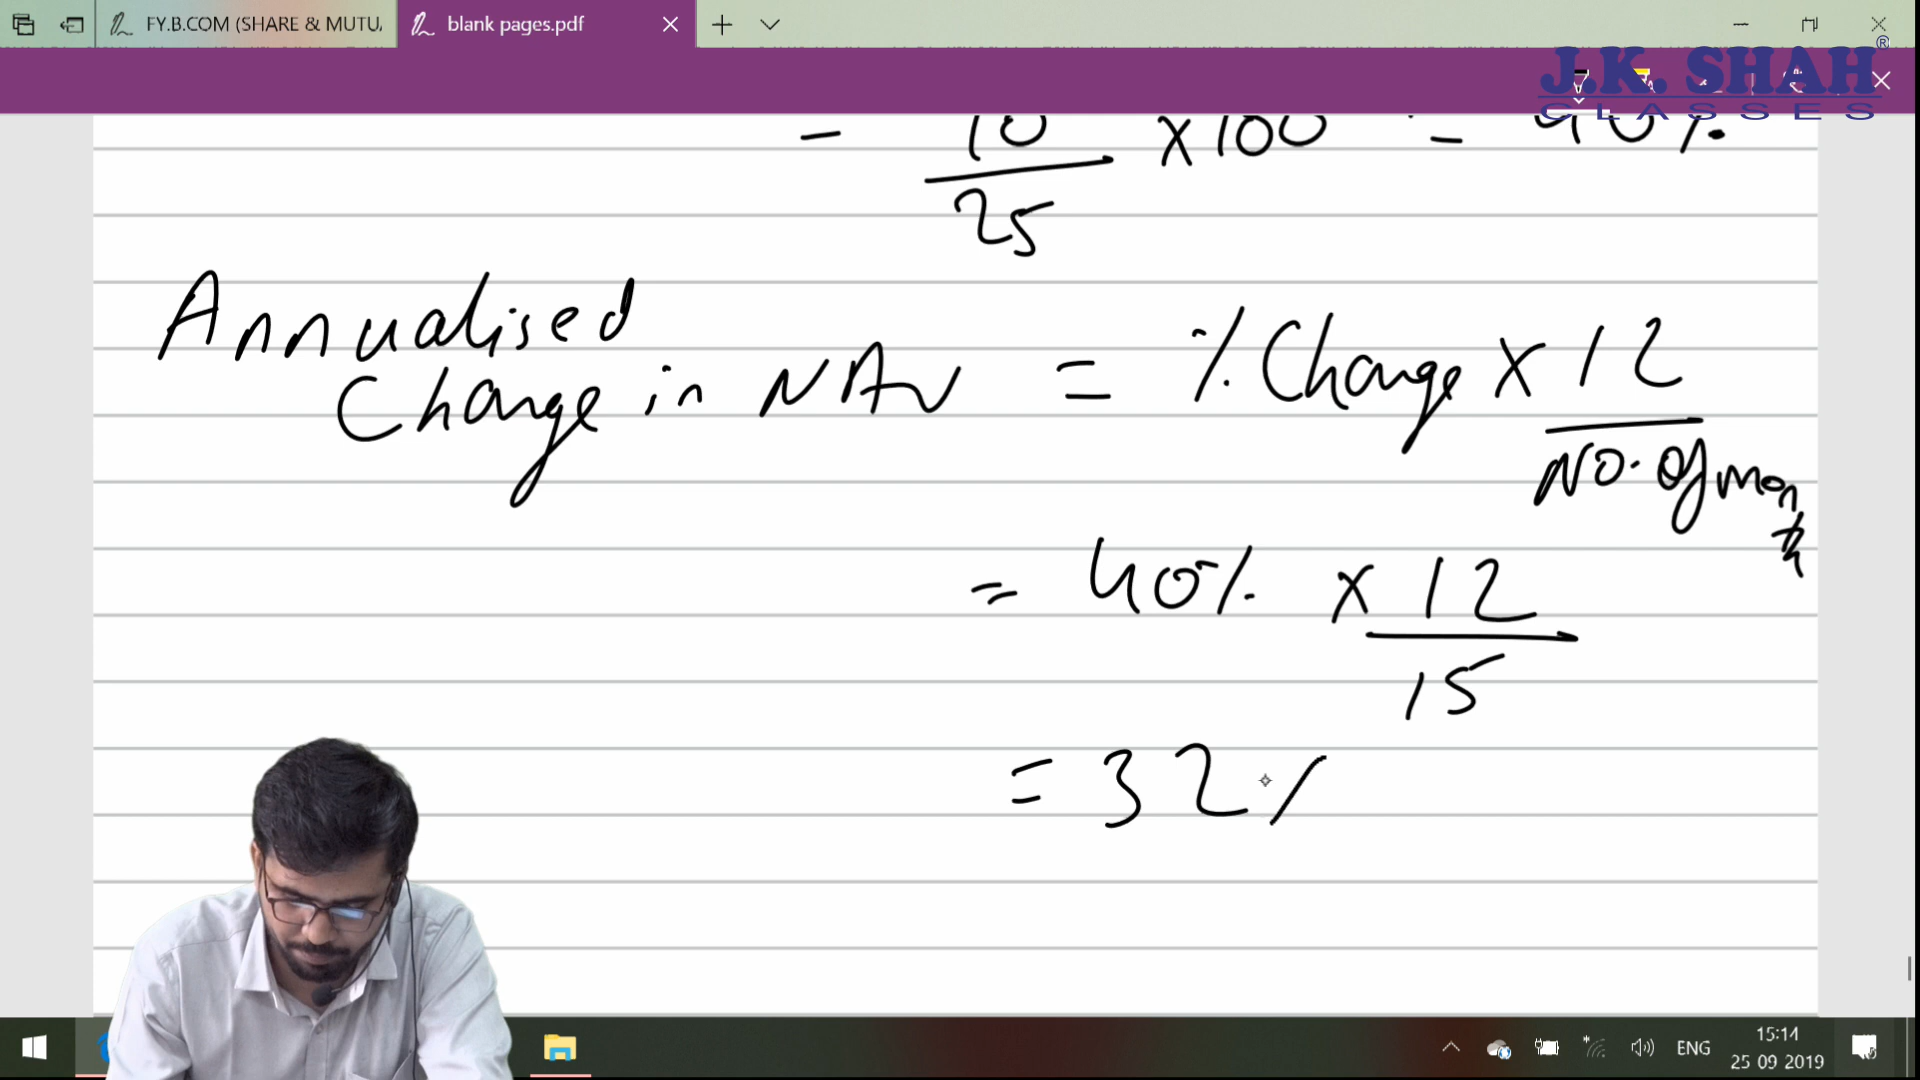 FY.B.COM (SHARE & MUTU
blank pages.pdf
J.K. SHAH®
CLASSES
= 10/25 x 100 = 40%
Annualised
Change in NAV = % Change x 12/No. of month
= 40% x 12/15
= 32%
ENG
15:14
25 09 2019